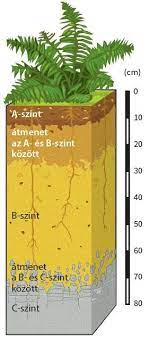 (cm)
0
A-szint
10
átmenet
az A- és B-szint
között
20
30
40
B-szint
50
60
átmenet
a B- és C-szint
között
70
C-szint
80